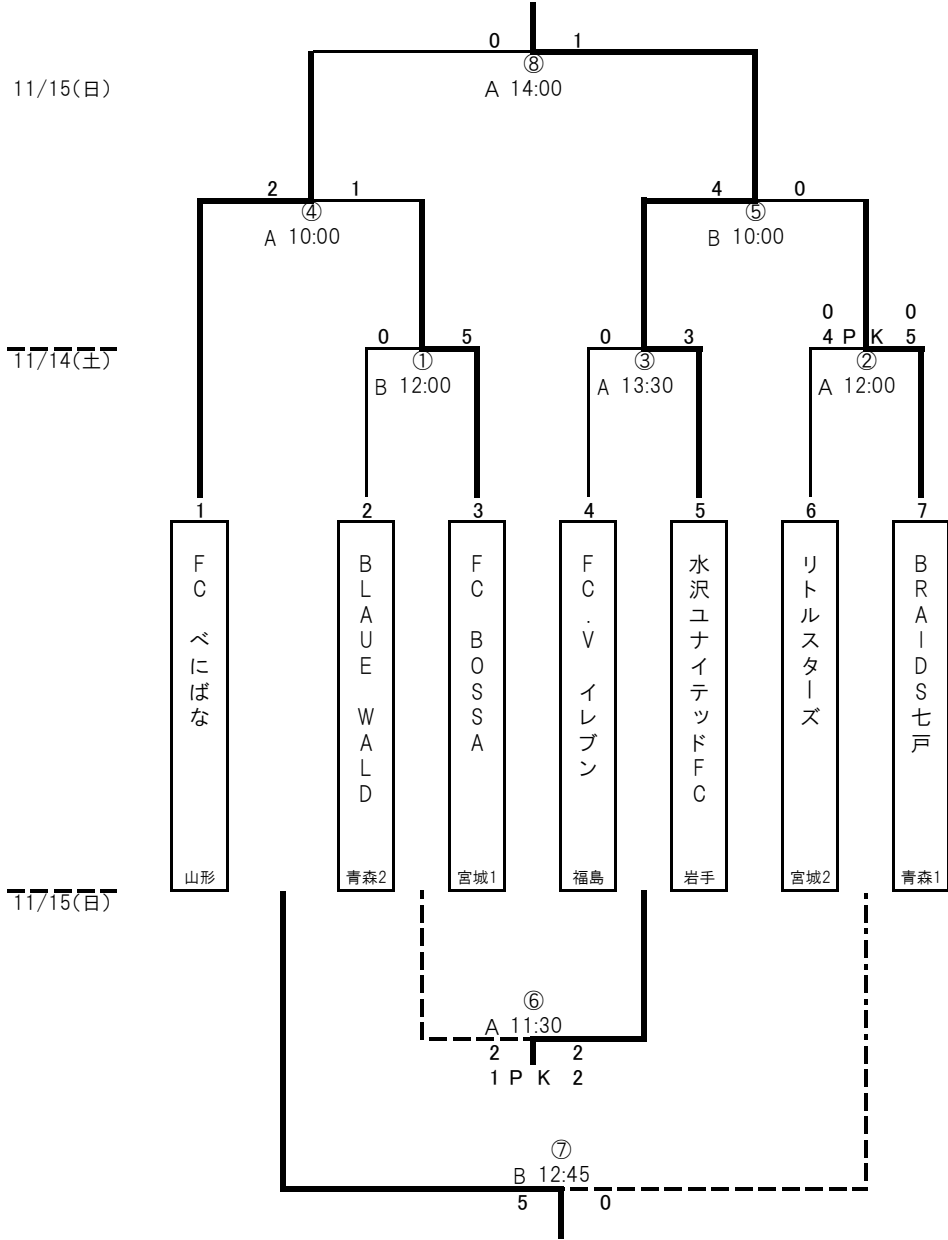 0 1
⑧
11/15(日)
A 14:00
2 1 4 0
④ ⑤
A 10:00 B 10:00
0 0
0 5 0 3 4 P K 5
11/14(土)
① ③ ②
B 12:00 A 13:30 A 12:00
1 2 3 4 5 6 7
FC べにばな
BLAUE WALD
FC BOSSA
FC.V イレブン
水沢ユナイテッドFC
リトルスターズ
BRAIDS七戸
山形 青森2 宮城1 福島 岩手 宮城2 青森1
11/15(日)
⑥
A 11:30
2 2
1 P K 2
⑦
B 12:45
5 0